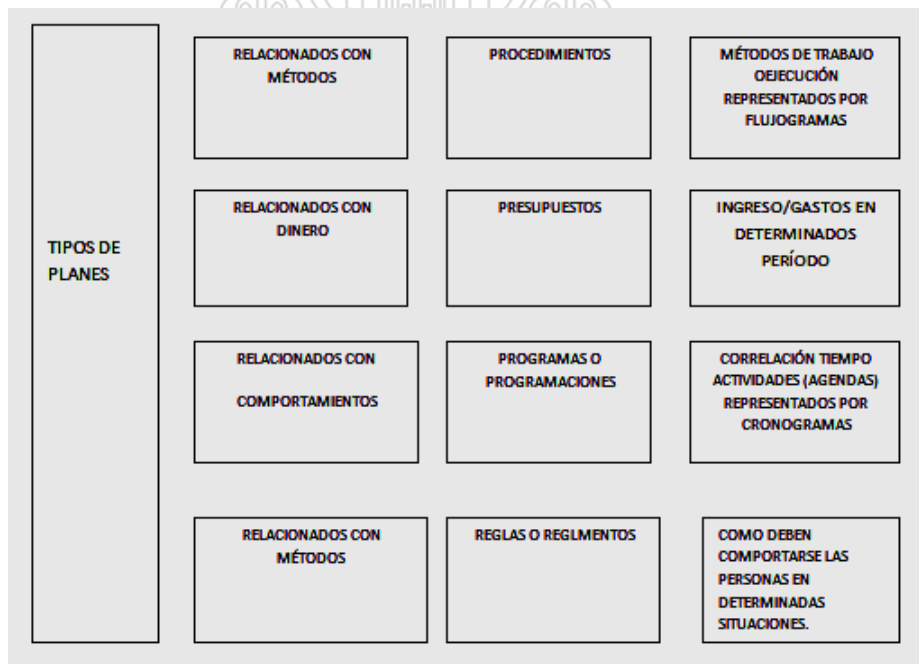 TIPOS DE
PLANES
RELACIONADOS CON
MÉTODOS
PROCEDIMIENTOS
MÉTODOS DE TRABAJO
OEJECUCIÓN
REPRESENTADOS POR
FLUJOGRAMAS
RELACIONADOS CON
DINERO
PRESUPUESTOS
INGRESO/GASTOS EN
DETERMINADOS
PERÍODO
RELACIONADOS CON
COMPORTAMIENTOS
PROGRAMAS O
PROGRAMACIONES
CORRELACIÓN TIEMPO
ACTIVIDADES (AGENDAS)
REPRESENTADOS POR
CRONOGRAMAS
RELACIONADOS CON
MÉTODOS
REGLAS O REGLMENTOS
COMO DEBEN
COMPORTARSE LAS
PERSONAS EN
DETERMINADAS
SITUACIONES.